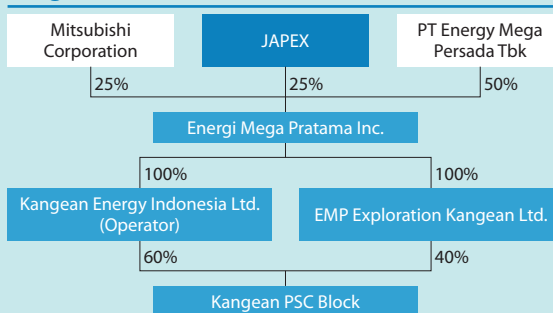 Mitsubishi
Corporation
JAPEX
PT Energy Mega
Persada Tbk
25%
25%
50%
Energi Mega Pratama Inc.
100%
100%
Kangean Energy Indonesia Ltd.
(Operator)
EMP Exploration Kangean Ltd.
60%
40%
Kangean PSC Block